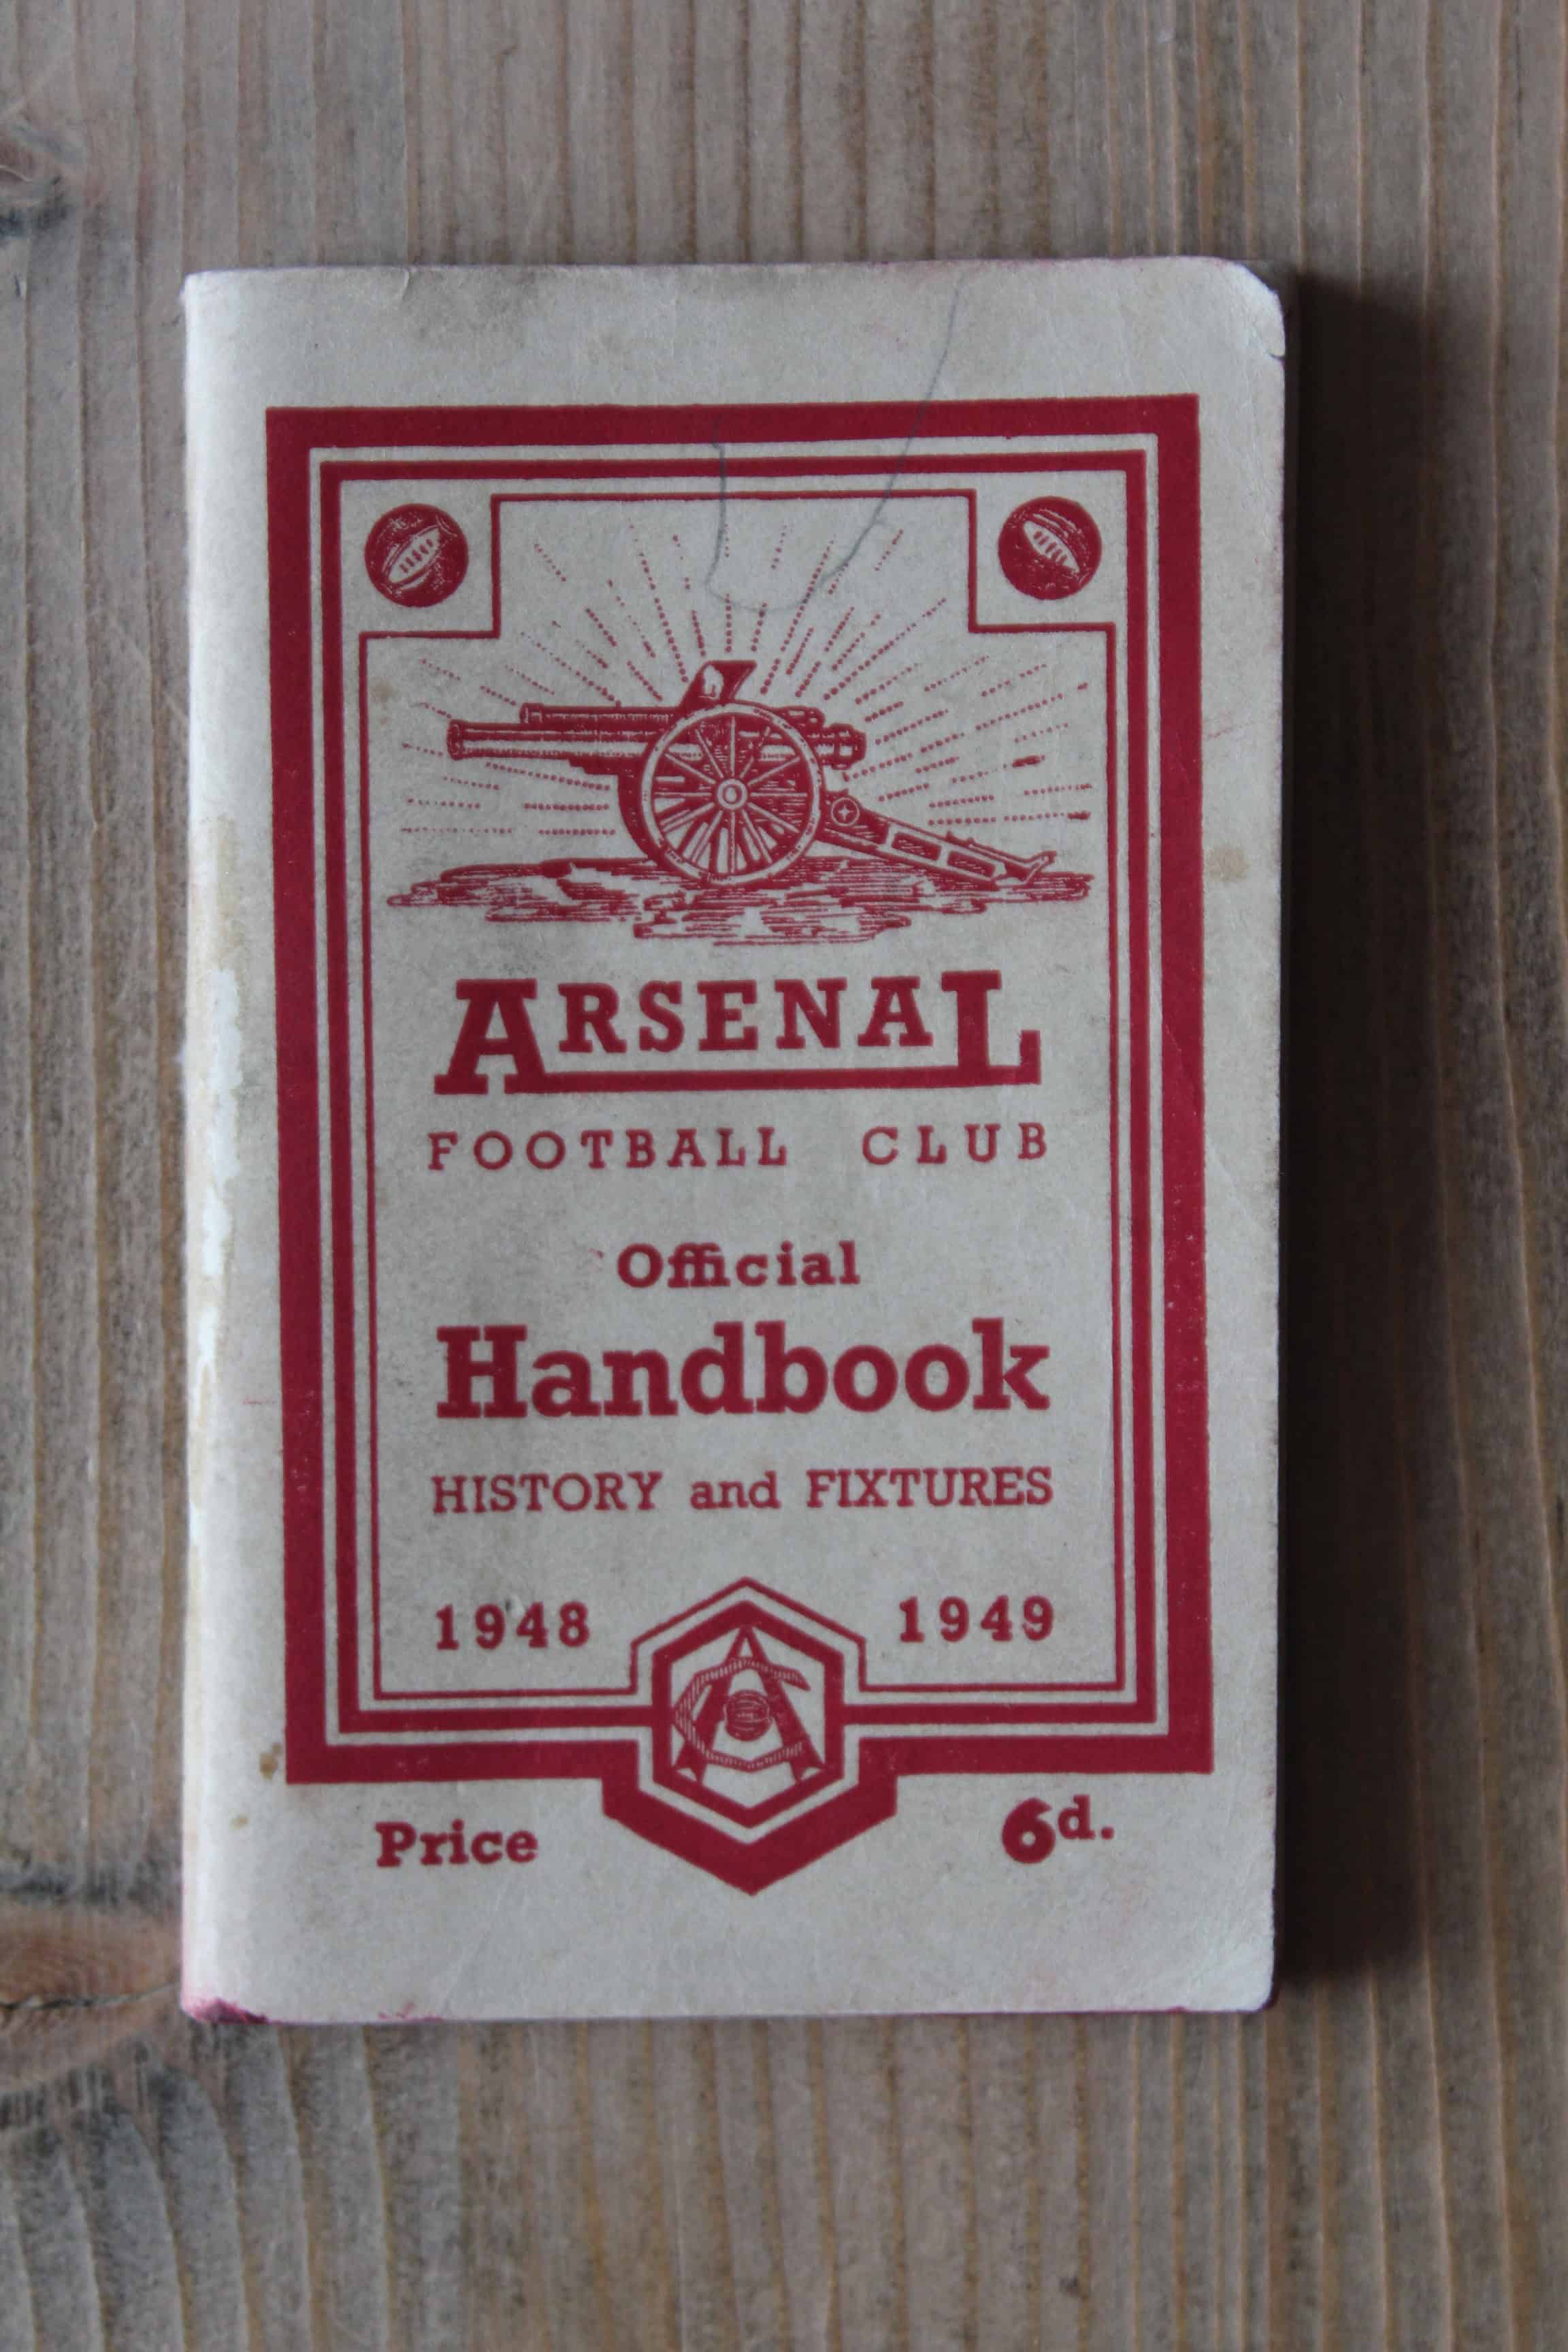 ARSENAL
FOOTBALL CLUB
Official
Handbook
HISTORY and FIXTURES
1948 1949
Price 6d.